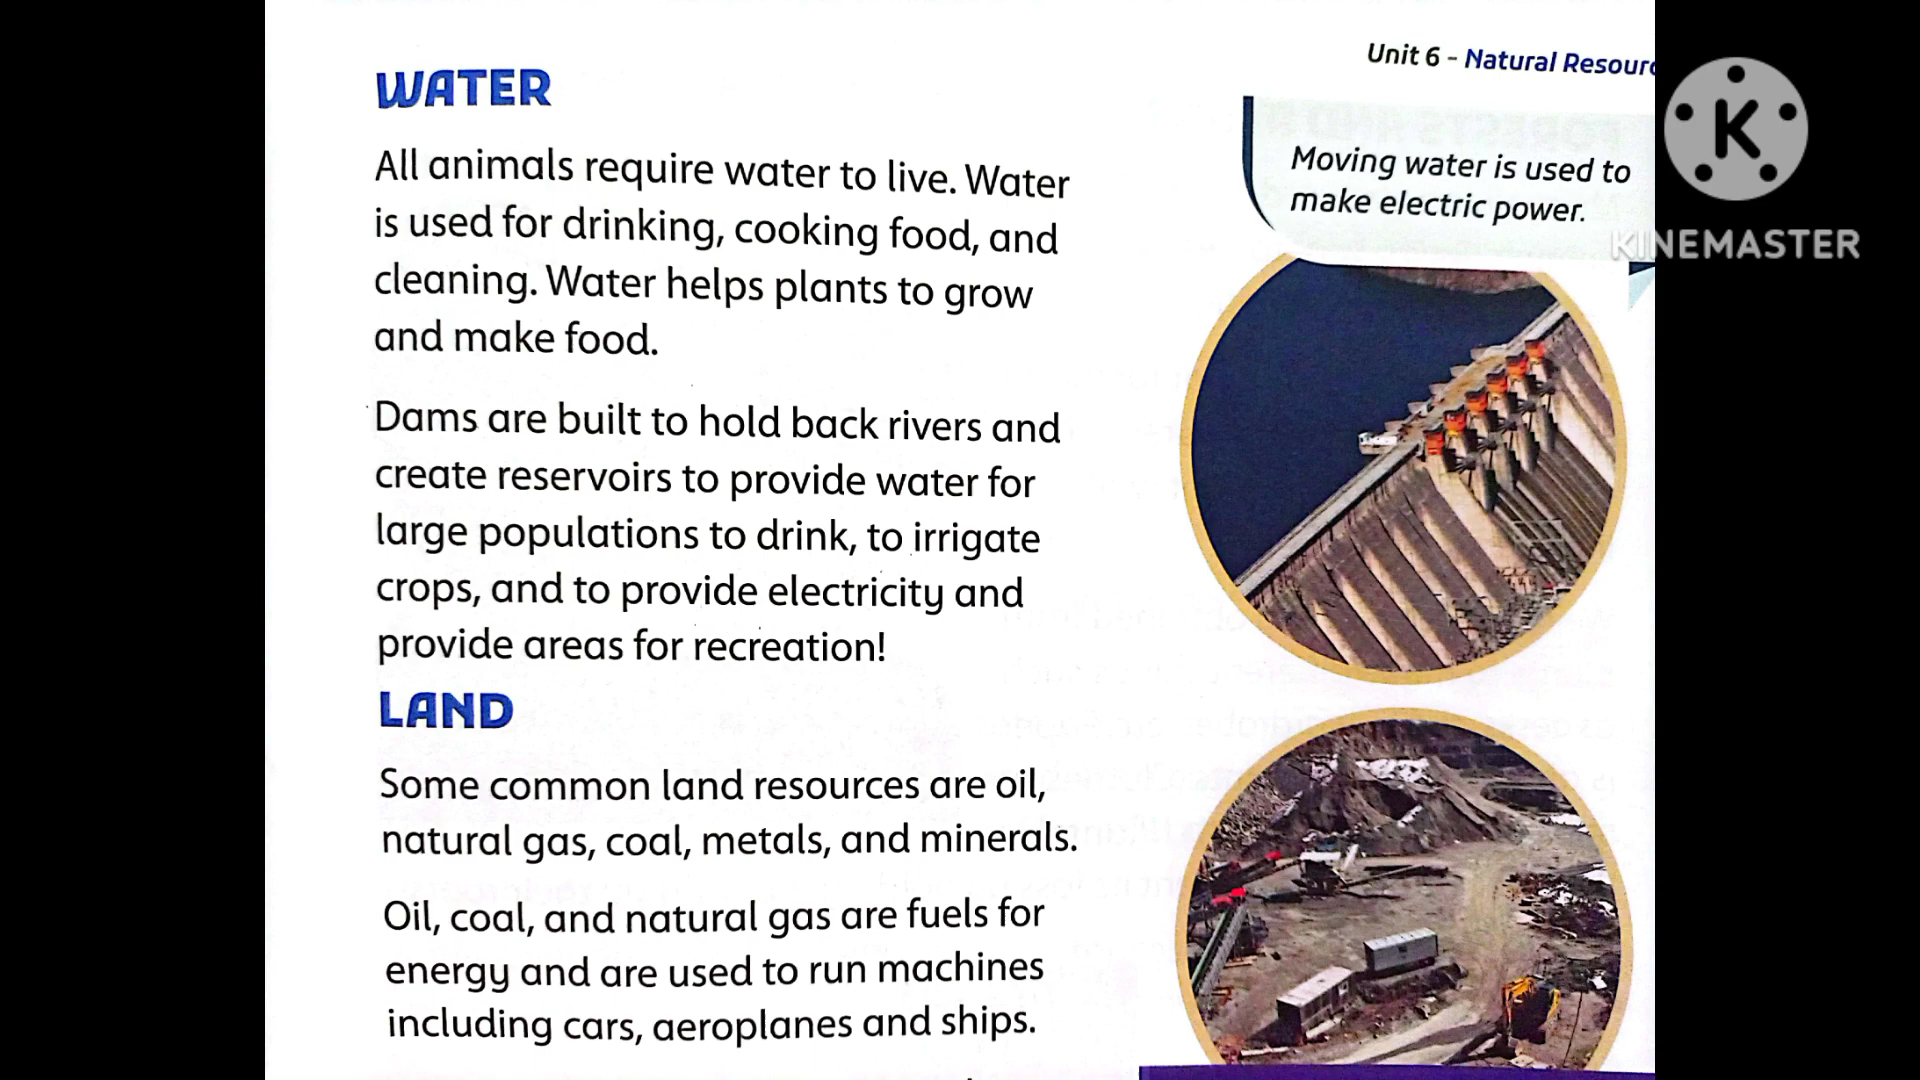 Unit 6 - Natural
WATER
All animals require water to live. Water
is used for drinking, cooking food, and
cleaning. Water helps plants to grow
and make food.
Dams are built to hold back rivers and
create reservoirs to provide water for
large populations to drink, to irrigate
crops, and to provide electricity and
provide areas for recreation!
LAND
Some common land resources are oil,
natural gas, coal, metals, and minerals.
Oil, coal, and natural gas are fuels for
energy and are used to run machines
including cars, aeroplanes and ships.
Moving water is used to
make electric power.
K
KINEMASTER